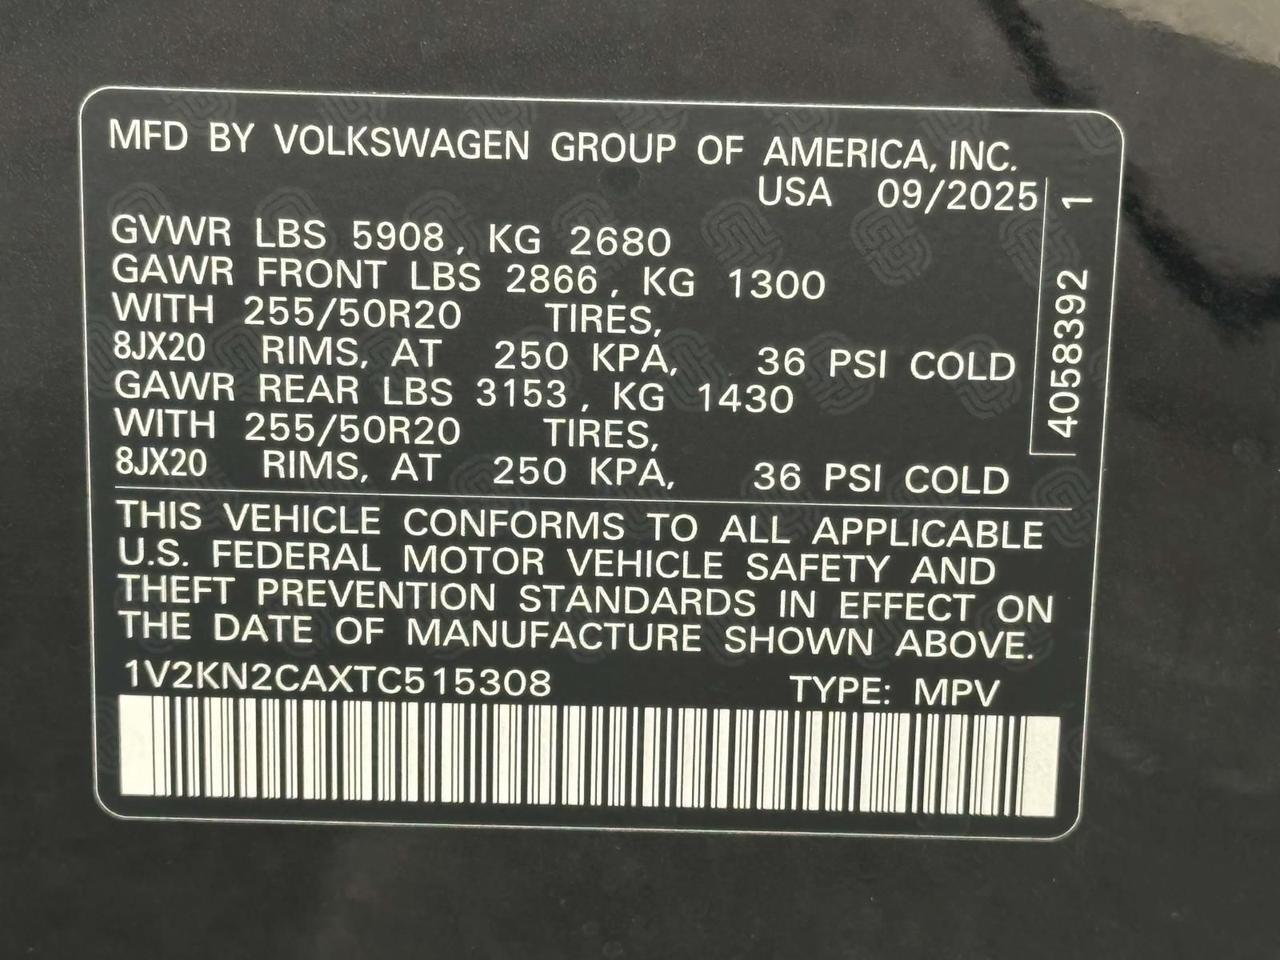 MFD BY VOLKSWAGEN GROUP OF AMERICA, INC.
USA 09/2025
GVWR LBS 5908, KG 2680
GAWR FRONT LBS 2866, KG 1300
WITH 255/50R20 TIRES,
8JX20 RIMS, AT 250 KPA, 36 PSI COLD
GAWR REAR LBS 3153, KG 1430
WITH 255/50R20 TIRES,
8JX20 RIMS, AT 250 KPA, 36 PSI COLD
4058392 1
THIS VEHICLE CONFORMS TO ALL APPLICABLE
U.S. FEDERAL MOTOR VEHICLE SAFETY AND
THEFT PREVENTION STANDARDS IN EFFECT ON
THE DATE OF MANUFACTURE SHOWN ABOVE.
1V2KN2CAXTC515308 TYPE: MPV